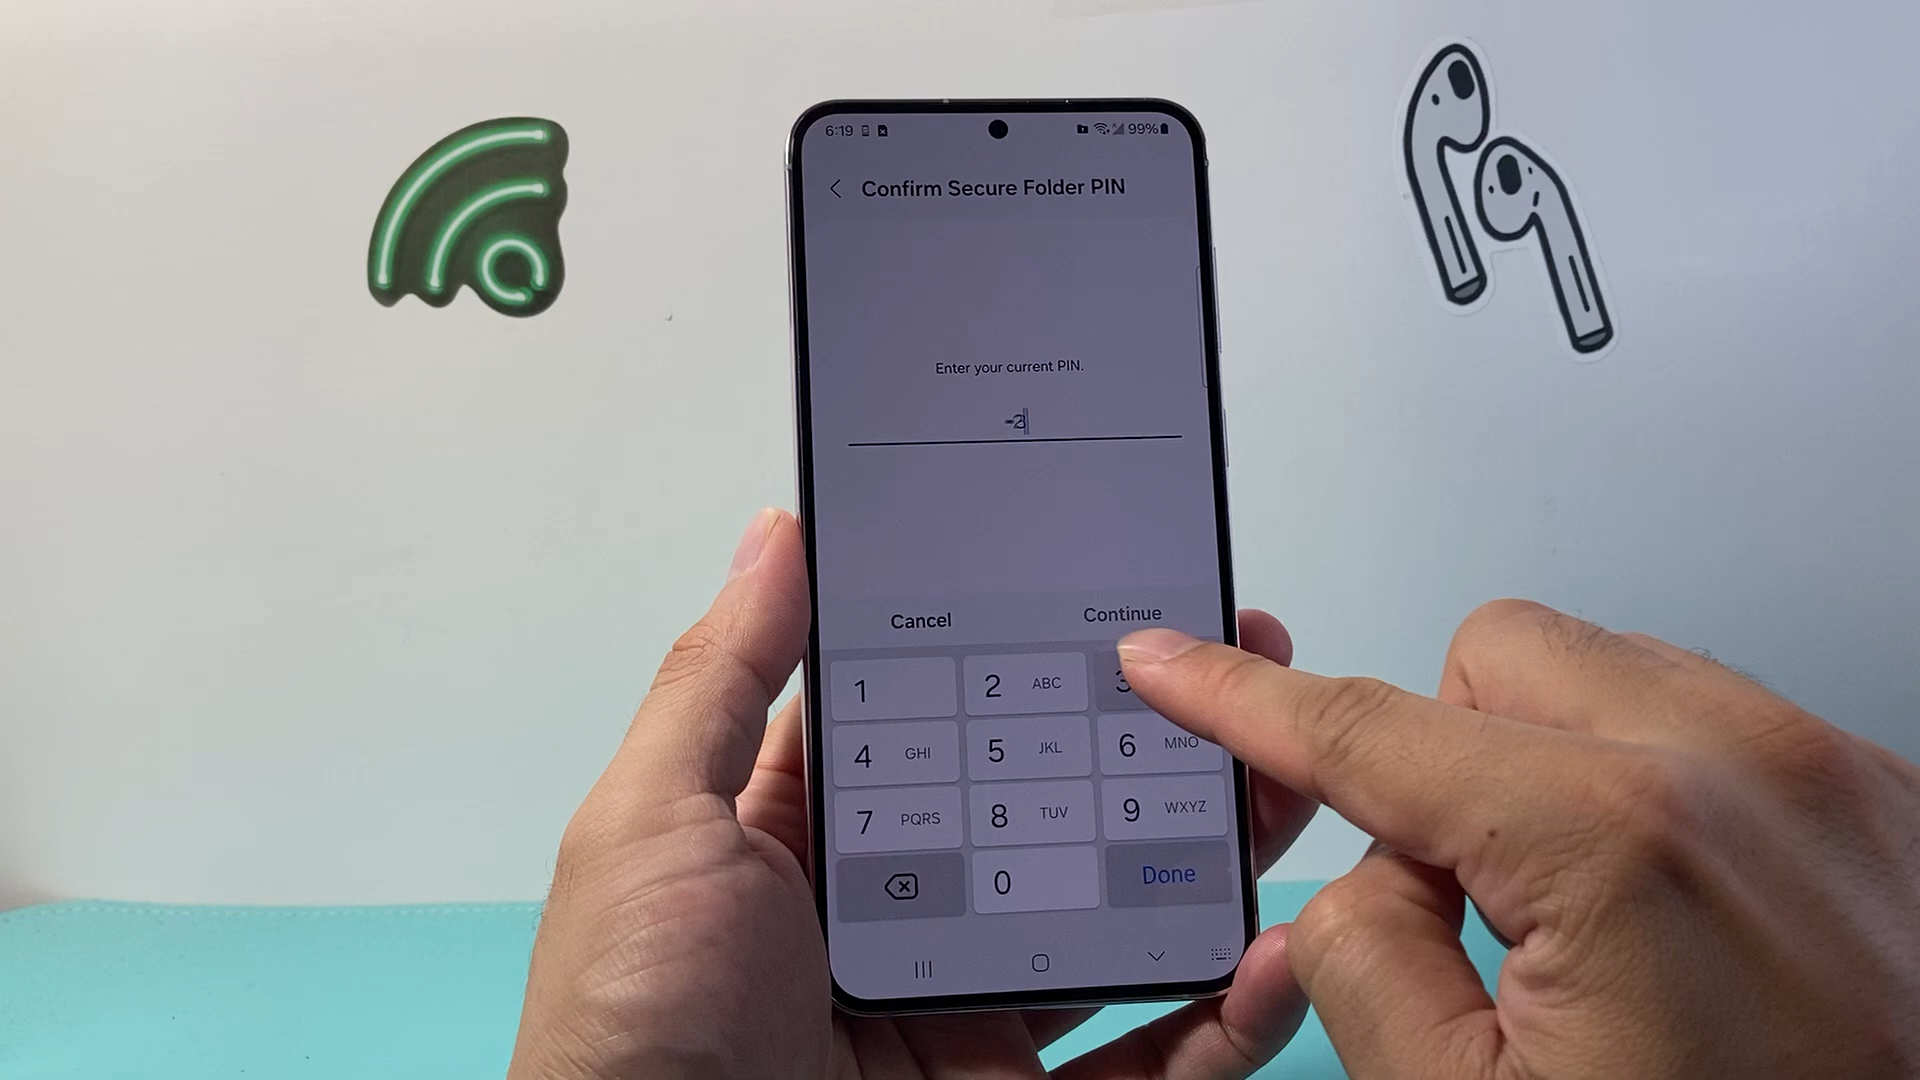 6:19 99%
Confirm Secure Folder PIN
Enter your current PIN.
Cancel Continue
1 2 ABC 3
4 GHI 5 JKL 6 MNO
7 PQRS 8 TUV 9 WXYZ
0 Done